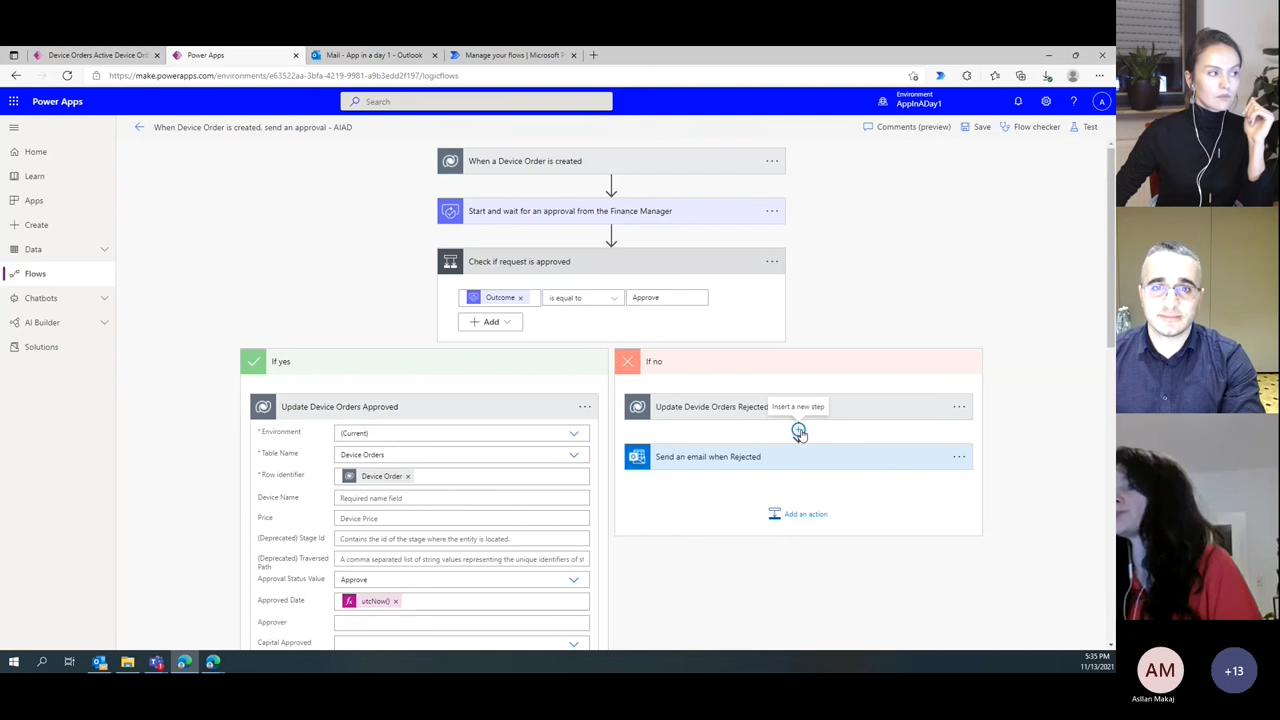 Device Orders Active Device Ord
Power Apps
Mail - App in a day 1 - Outlook
Manage your flows | Microsoft P
https://make.powerapps.com/environments/e63522aa-3bfa-4219-9981-a9b3edd2f197/logicflows
Power Apps
Search
Environment
AppInADay1
A
When Device Order is created, send an approval - AIAD
Comments (preview)
Save
Flow checker
Test
Home
Learn
Apps
Create
Data
Flows
Chatbots
AI Builder
Solutions
When a Device Order is created
Start and wait for an approval from the Finance Manager
Check if request is approved
Outcome
is equal to
Approve
Add
If yes
If no
Update Device Orders Approved
* Environment
(Current)
* Table Name
Device Orders
* Row identifier
Device Order
Device Name
Required name field
Price
Device Price
(Deprecated) Stage Id
Contains the id of the stage where the entity is located.
(Deprecated) Traversed
Path
A comma separated list of string values representing the unique identifiers of st
Approval Status Value
Approve
Approved Date
utcNow()
Approver
Capital Approved
Update Devide Orders Rejected
Insert a new step
Send an email when Rejected
Add an action
5:35 PM
11/13/2021
AM
Asllan Makaj
+13